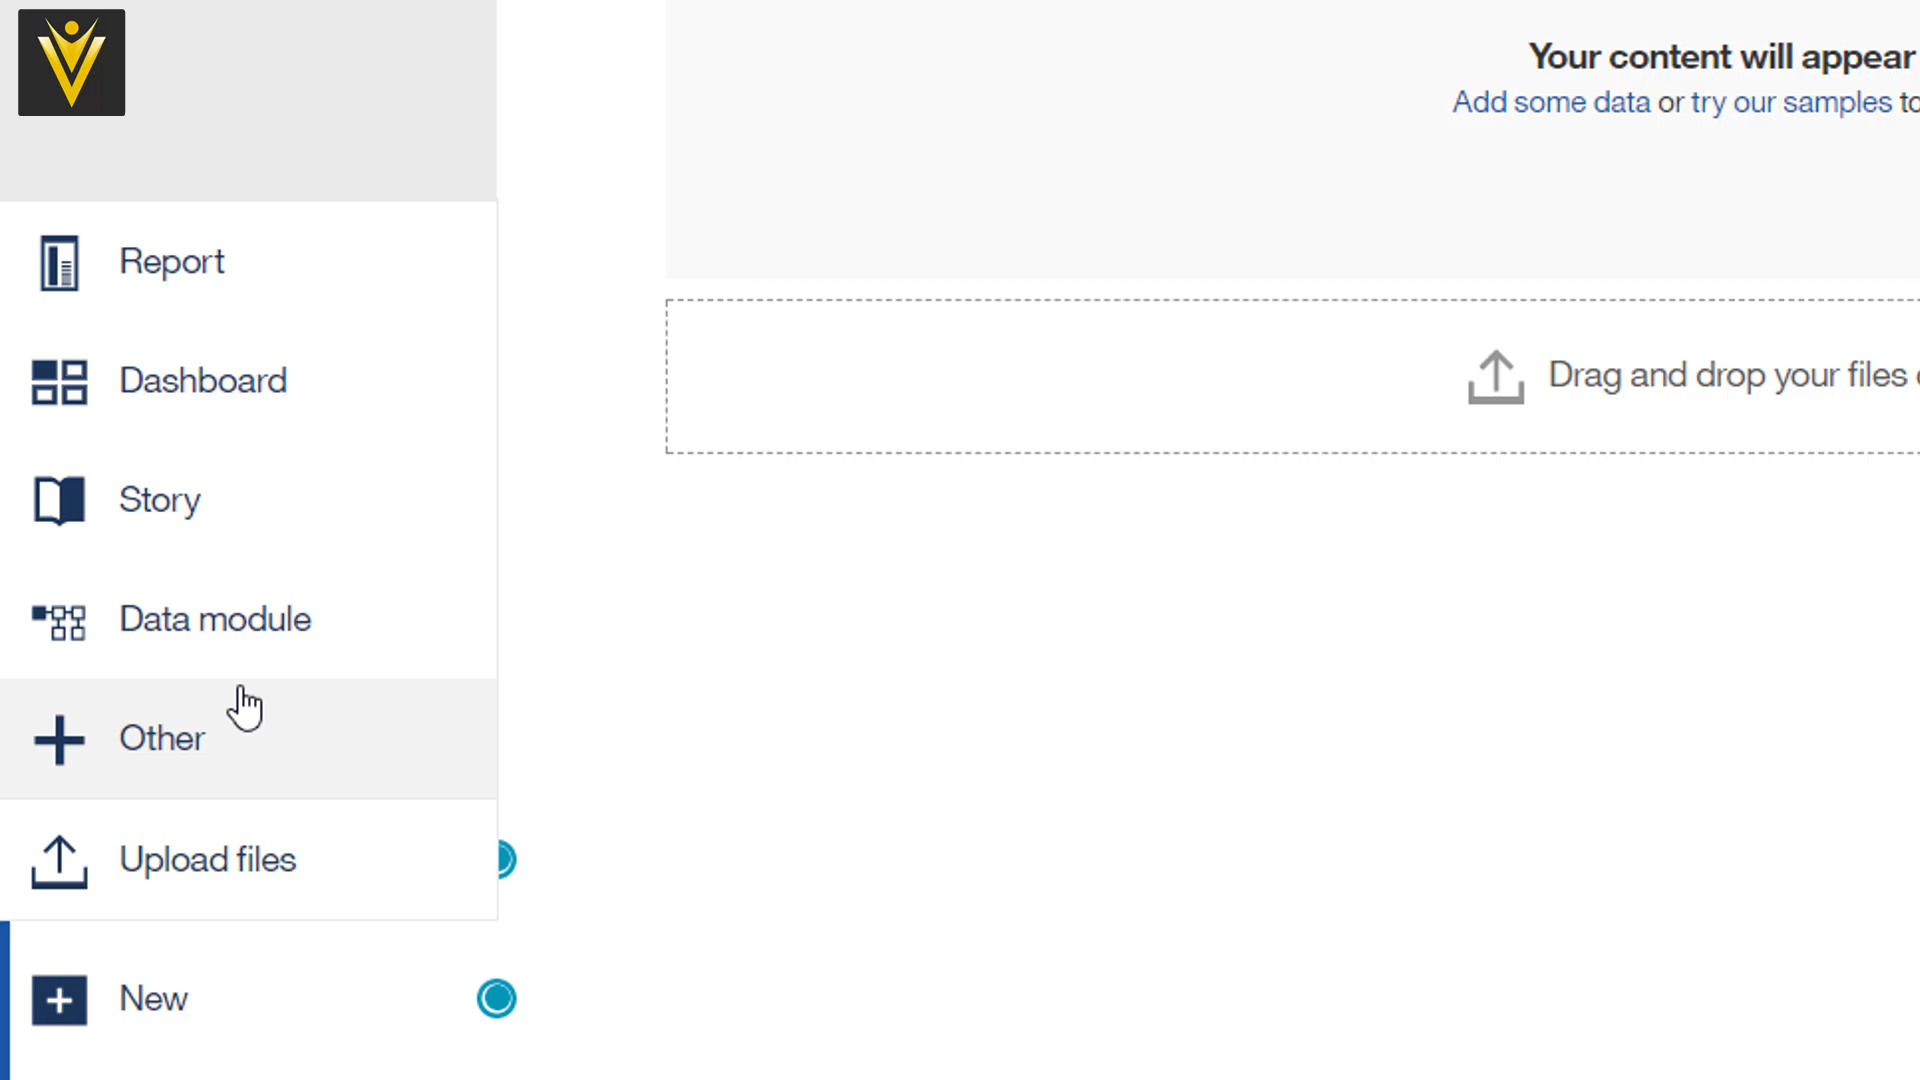 Your content will appear
Add some data or try our samples to
Report
Dashboard
Drag and drop your files
Story
Data module
Other
Upload files
New